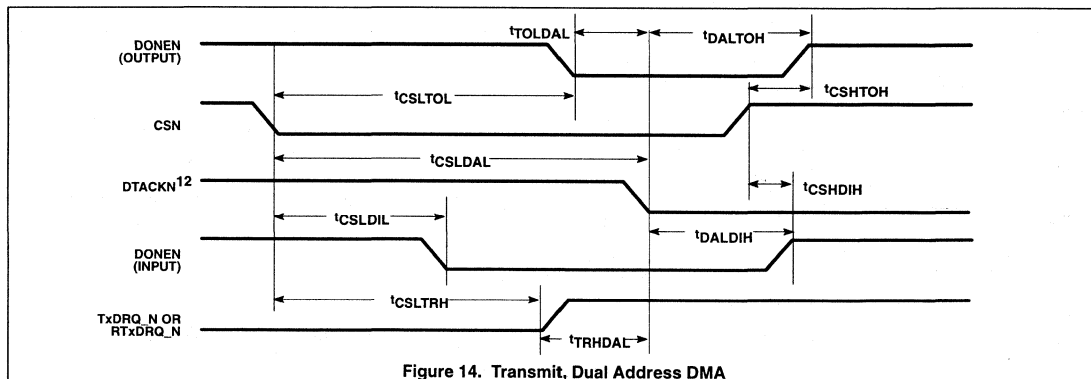 tTOLDAL
tDALTOH
DONEN
(OUTPUT)
tCSLTOL
tCSHTOH
CSN
tCSLDAL
DTACKN12
tCSHDIH
tCSLDIL
tDALDIH
DONEN
(INPUT)
tCSLTRH
TxDRQ_N OR
RTxDRQ_N
tTRHDAL
Figure 14. Transmit, Dual Address DMA